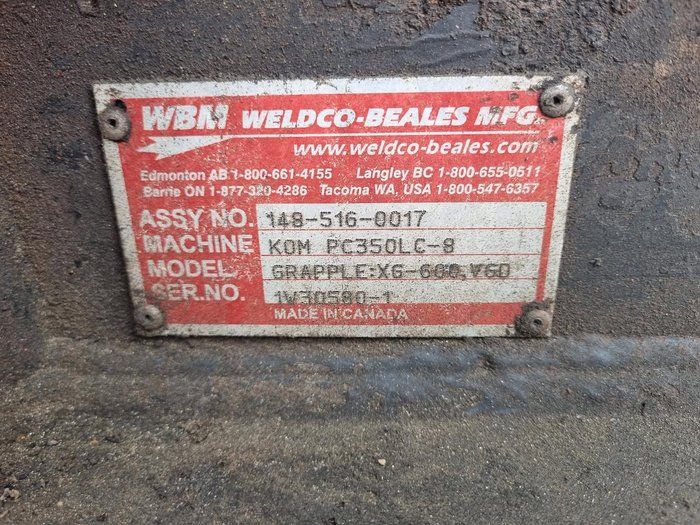 WBM WELDCO-BEALES MFG.
www.weldco-beales.com
Edmonton AB 1-800-661-4155 Langley BC 1-800-655-0511
Barrie ON 1-877-320-4286 Tacoma WA, USA 1-800-547-6357
ASSY NO. 148-516-0017
MACHINE KOM PC350LC-8
MODEL GRAPPLE:XG-600,VGD
SER.NO. 1W30580-1
MADE IN CANADA